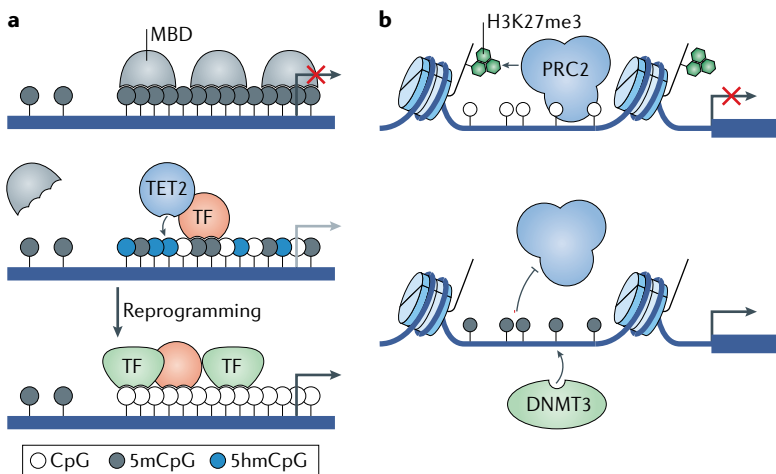 a
MBD
TET2
TF
Reprogramming
TF
TF
CpG
5mCpG
5hmCpG
b
H3K27me3
PRC2
DNMT3